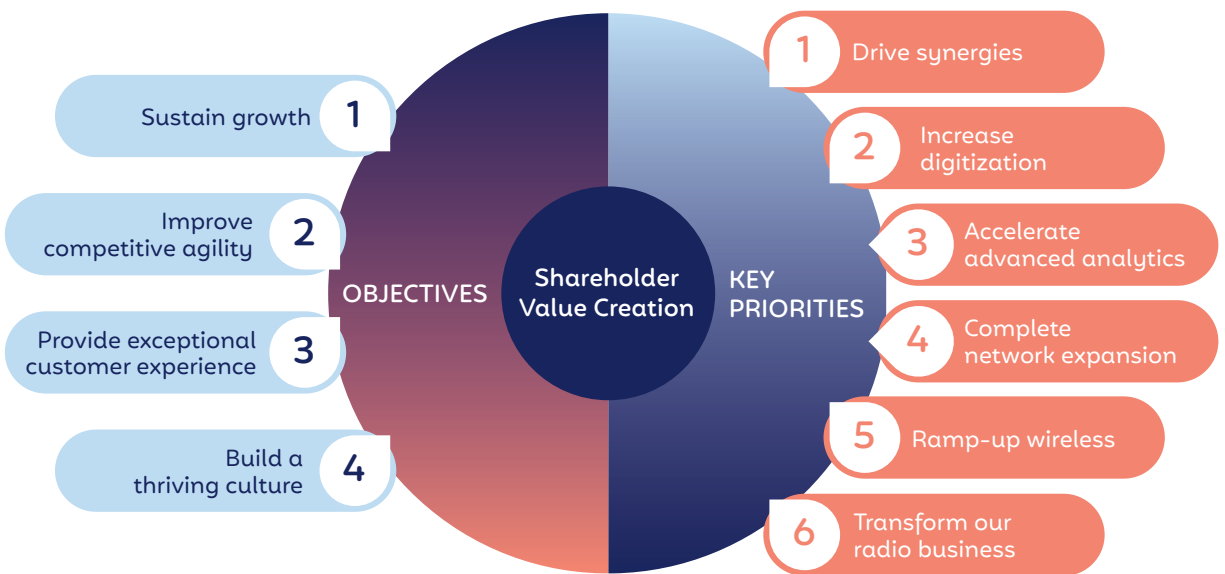 1
Sustain growth
2
Improve
competitive agility
3
Provide exceptional
customer experience
4
Build a
thriving culture
OBJECTIVES
Shareholder
Value Creation
KEY
PRIORITIES
1
Drive synergies
2
Increase
digitization
3
Accelerate
advanced analytics
4
Complete
network expansion
5
Ramp-up wireless
6
Transform our
radio business